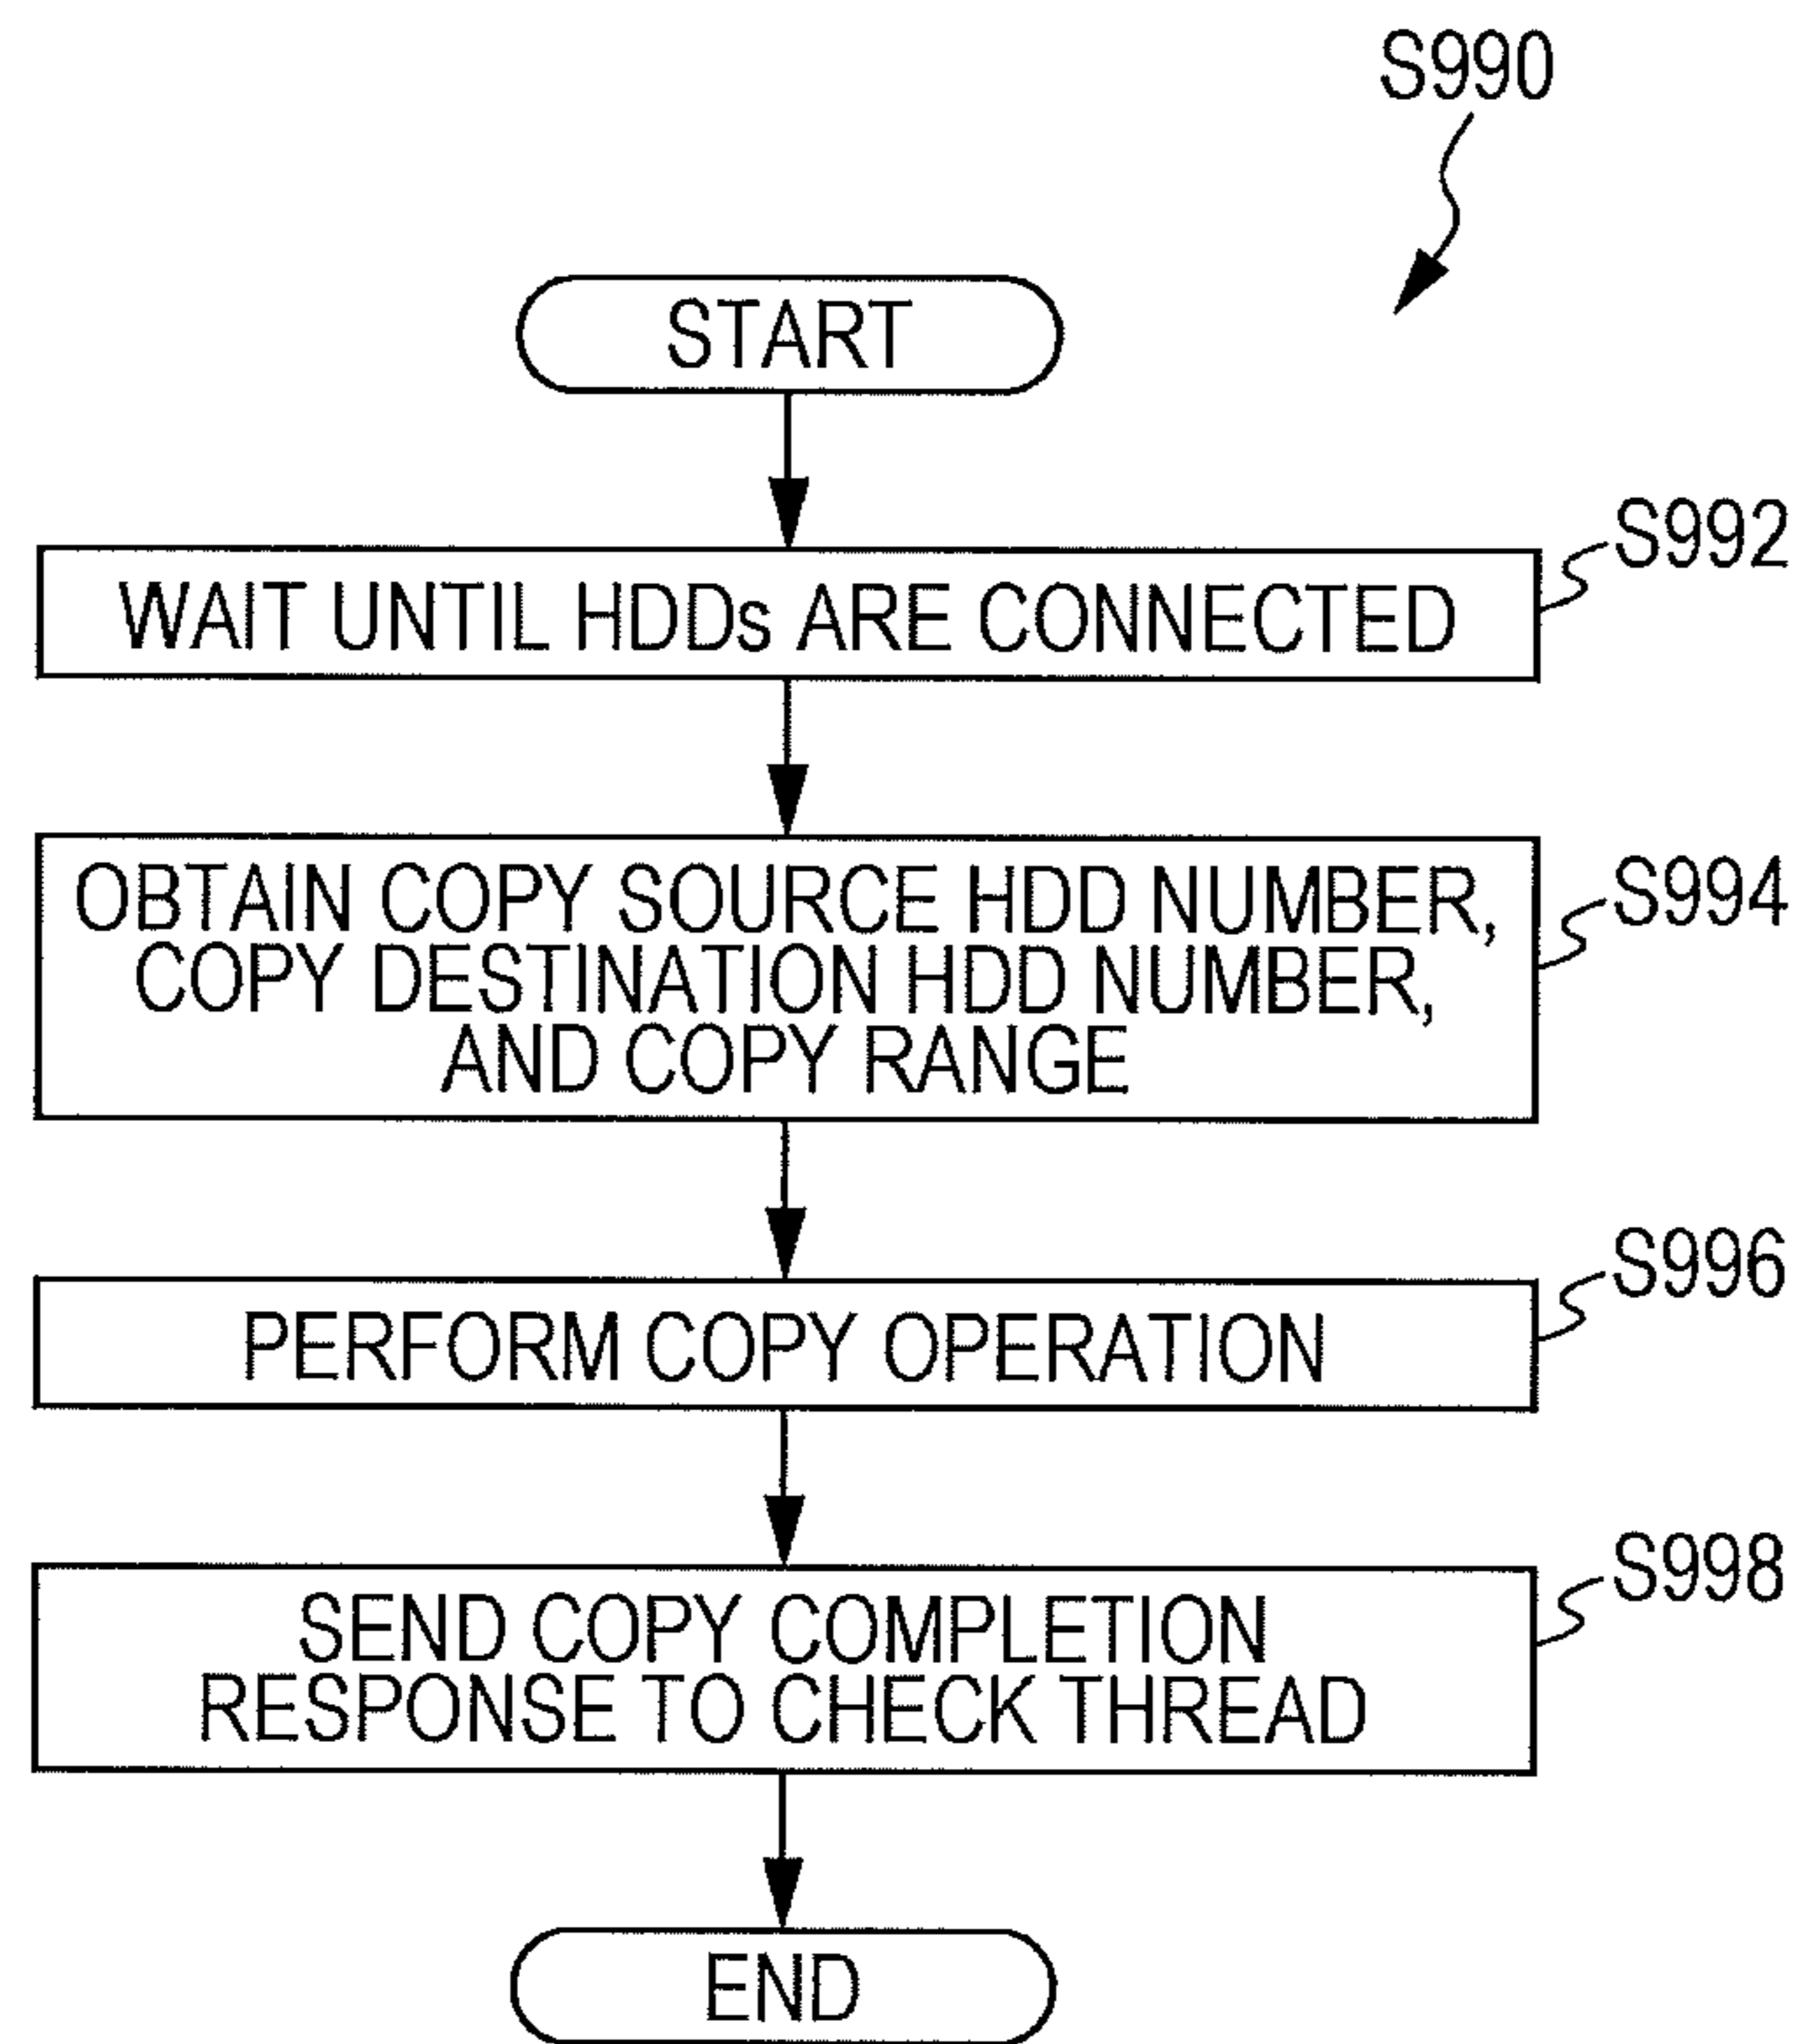 S990
START
S992
WAIT UNTIL HDDs ARE CONNECTED
S994
OBTAIN COPY SOURCE HDD NUMBER,
COPY DESTINATION HDD NUMBER,
AND COPY RANGE
S996
PERFORM COPY OPERATION
S998
SEND COPY COMPLETION
RESPONSE TO CHECK THREAD
END